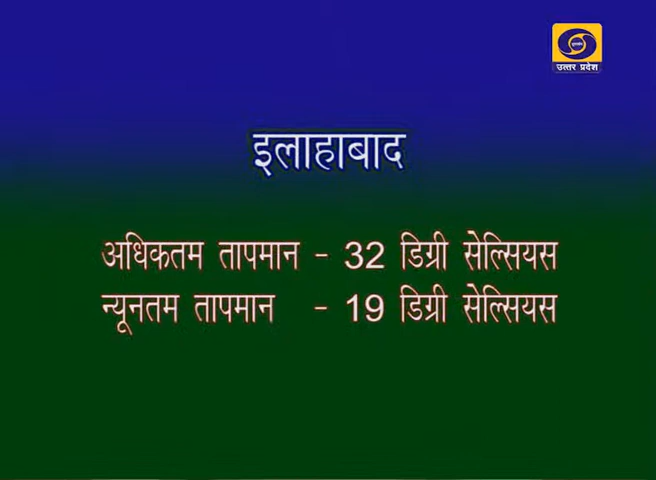 उत्तर प्रदेश
इलाहाबाद
अधिकतम तापमान - 32 डिग्री सेल्सियस
न्यूनतम तापमान - 19 डिग्री सेल्सियस